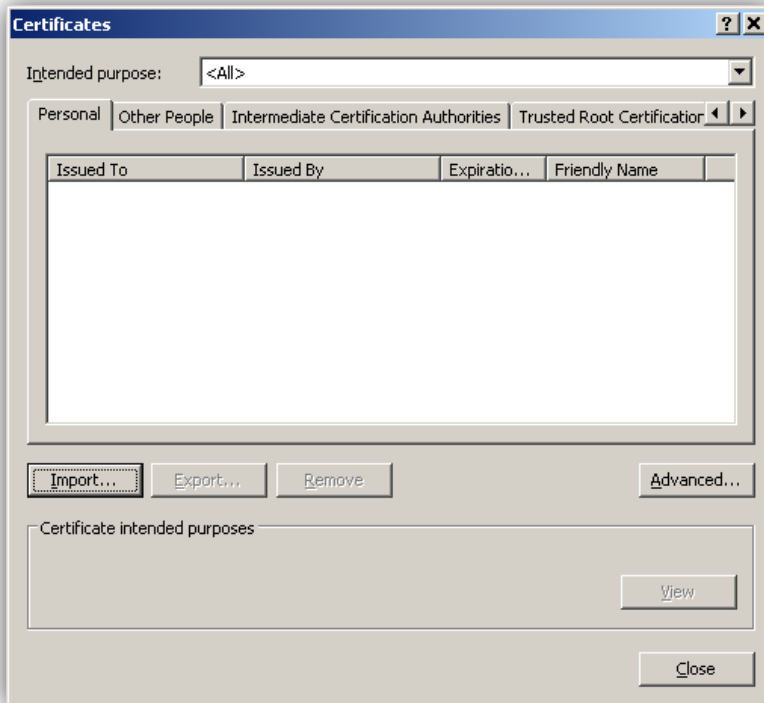 Certificates
Intended purpose: <All>
Personal Other People Intermediate Certification Authorities Trusted Root Certification
Issued To Issued By Expiratio... Friendly Name
Import... Export... Remove Advanced...
Certificate intended purposes
View
Close